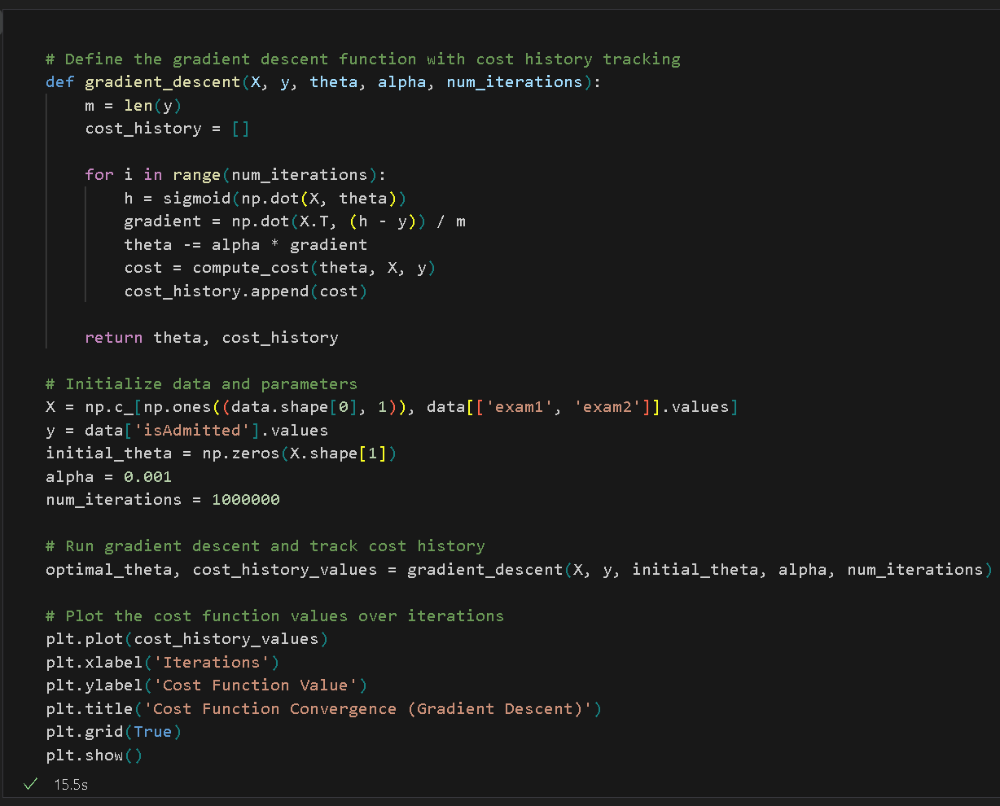 # Define the gradient descent function with cost history tracking
def gradient_descent(X, y, theta, alpha, num_iterations):
    m = len(y)
    cost_history = []

    for i in range(num_iterations):
        h = sigmoid(np.dot(X, theta))
        gradient = np.dot(X.T, (h - y)) / m
        theta -= alpha * gradient
        cost = compute_cost(theta, X, y)
        cost_history.append(cost)

    return theta, cost_history

# Initialize data and parameters
X = np.c_[np.ones((data.shape[0], 1)), data[['exam1', 'exam2']].values]
y = data['isAdmitted'].values
initial_theta = np.zeros(X.shape[1])
alpha = 0.001
num_iterations = 1000000

# Run gradient descent and track cost history
optimal_theta, cost_history_values = gradient_descent(X, y, initial_theta, alpha, num_iterations)

# Plot the cost function values over iterations
plt.plot(cost_history_values)
plt.xlabel('Iterations')
plt.ylabel('Cost Function Value')
plt.title('Cost Function Convergence (Gradient Descent)')
plt.grid(True)
plt.show()
✓ 15.5s